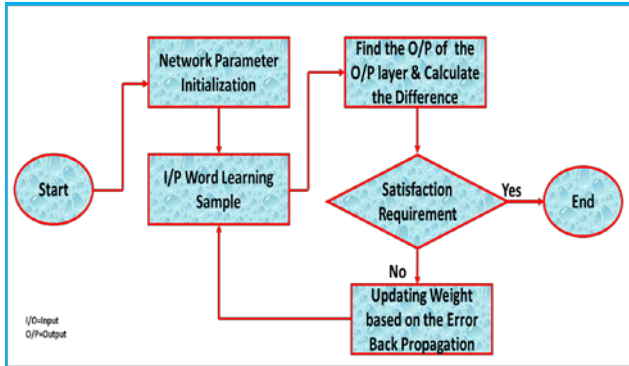 Start
Network Parameter
Initialization
I/P Word Learning
Sample
Find the O/P of the
O/P layer & Calculate
the Difference
Satisfaction
Requirement
Yes
End
No
Updating Weight
based on the Error
Back Propagation
I/O=Input
O/P=Output